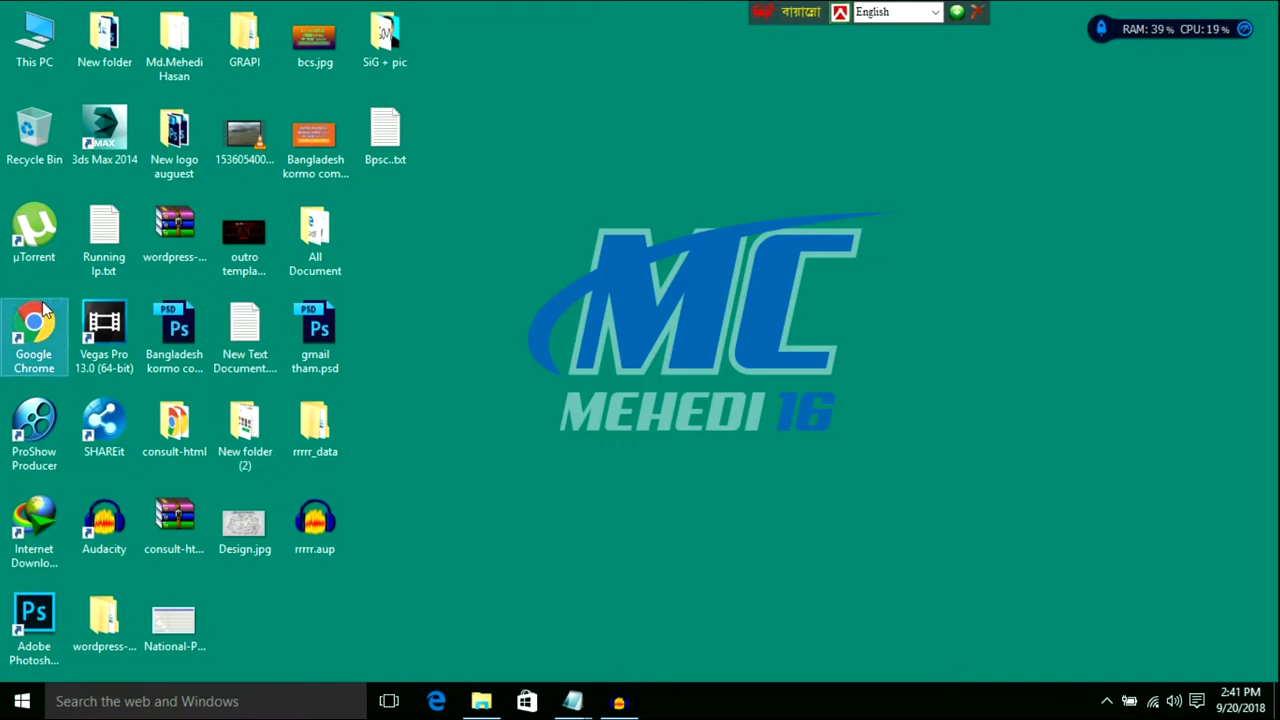 বায়ান্নো
English
RAM: 39 % CPU: 19 %
This PC
New folder
Md.Mehedi
Hasan
GRAPI
bcs.jpg
SiG + pic
Recycle Bin
3ds Max 2014
New logo
auguest
153605400...
Bangladesh
kormo com...
Bpsc..txt
µTorrent
Running
Ip.txt
wordpress-...
outro
templa...
All
Document
Google
Chrome
Vegas Pro
13.0 (64-bit)
Bangladesh
kormo co...
New Text
Document....
gmail
tham.psd
ProShow
Producer
SHAREit
consult-html
New folder
(2)
rrrrr_data
Internet
Downlo...
Audacity
consult-ht...
Design.jpg
rrrrr.aup
Adobe
Photosh...
wordpress-...
National-P...
MC
MEHEDI 16
Search the web and Windows
2:41 PM
9/20/2018